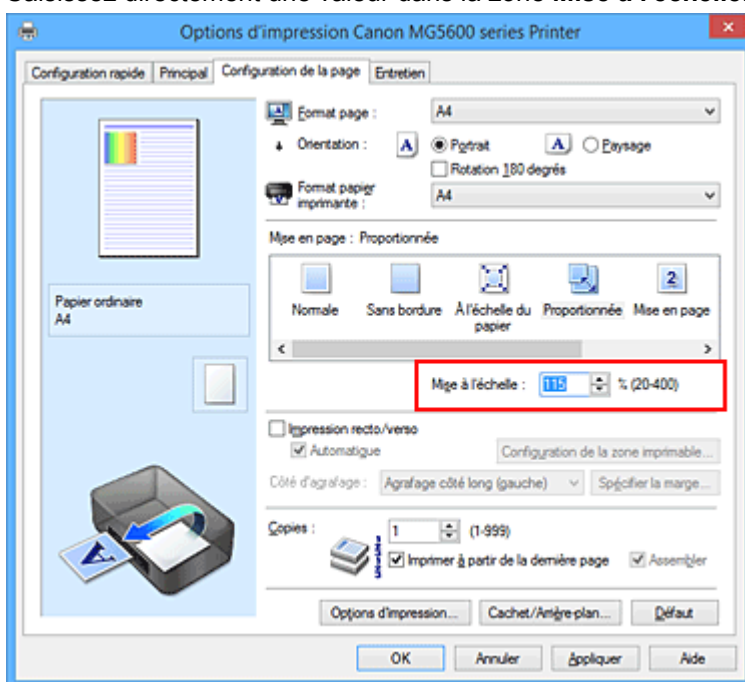 Options d'impression Canon MG5600 series Printer
Configuration rapide Principal Configuration de la page Entretien
Format page : A4
Orientation : A Portrait A Paysage
Rotation 180 degrés
Format papier imprimante : A4
Mise en page : Proportionnée
Normale Sans bordure À l'échelle du papier Proportionnée 2 Mise en page
Papier ordinaire
A4
Mise à l'échelle : 115 % (20-400)
Impression recto/verso
Automatique Configuration de la zone imprimable...
Côté d'agrafage : Agrafage côté long (gauche) Spécifier la marge...
Copies : 1 (1-999)
Imprimer à partir de la dernière page Assembler
Options d'impression... Cachet/Arrière-plan... Défaut
OK Annuler Appliquer Aide